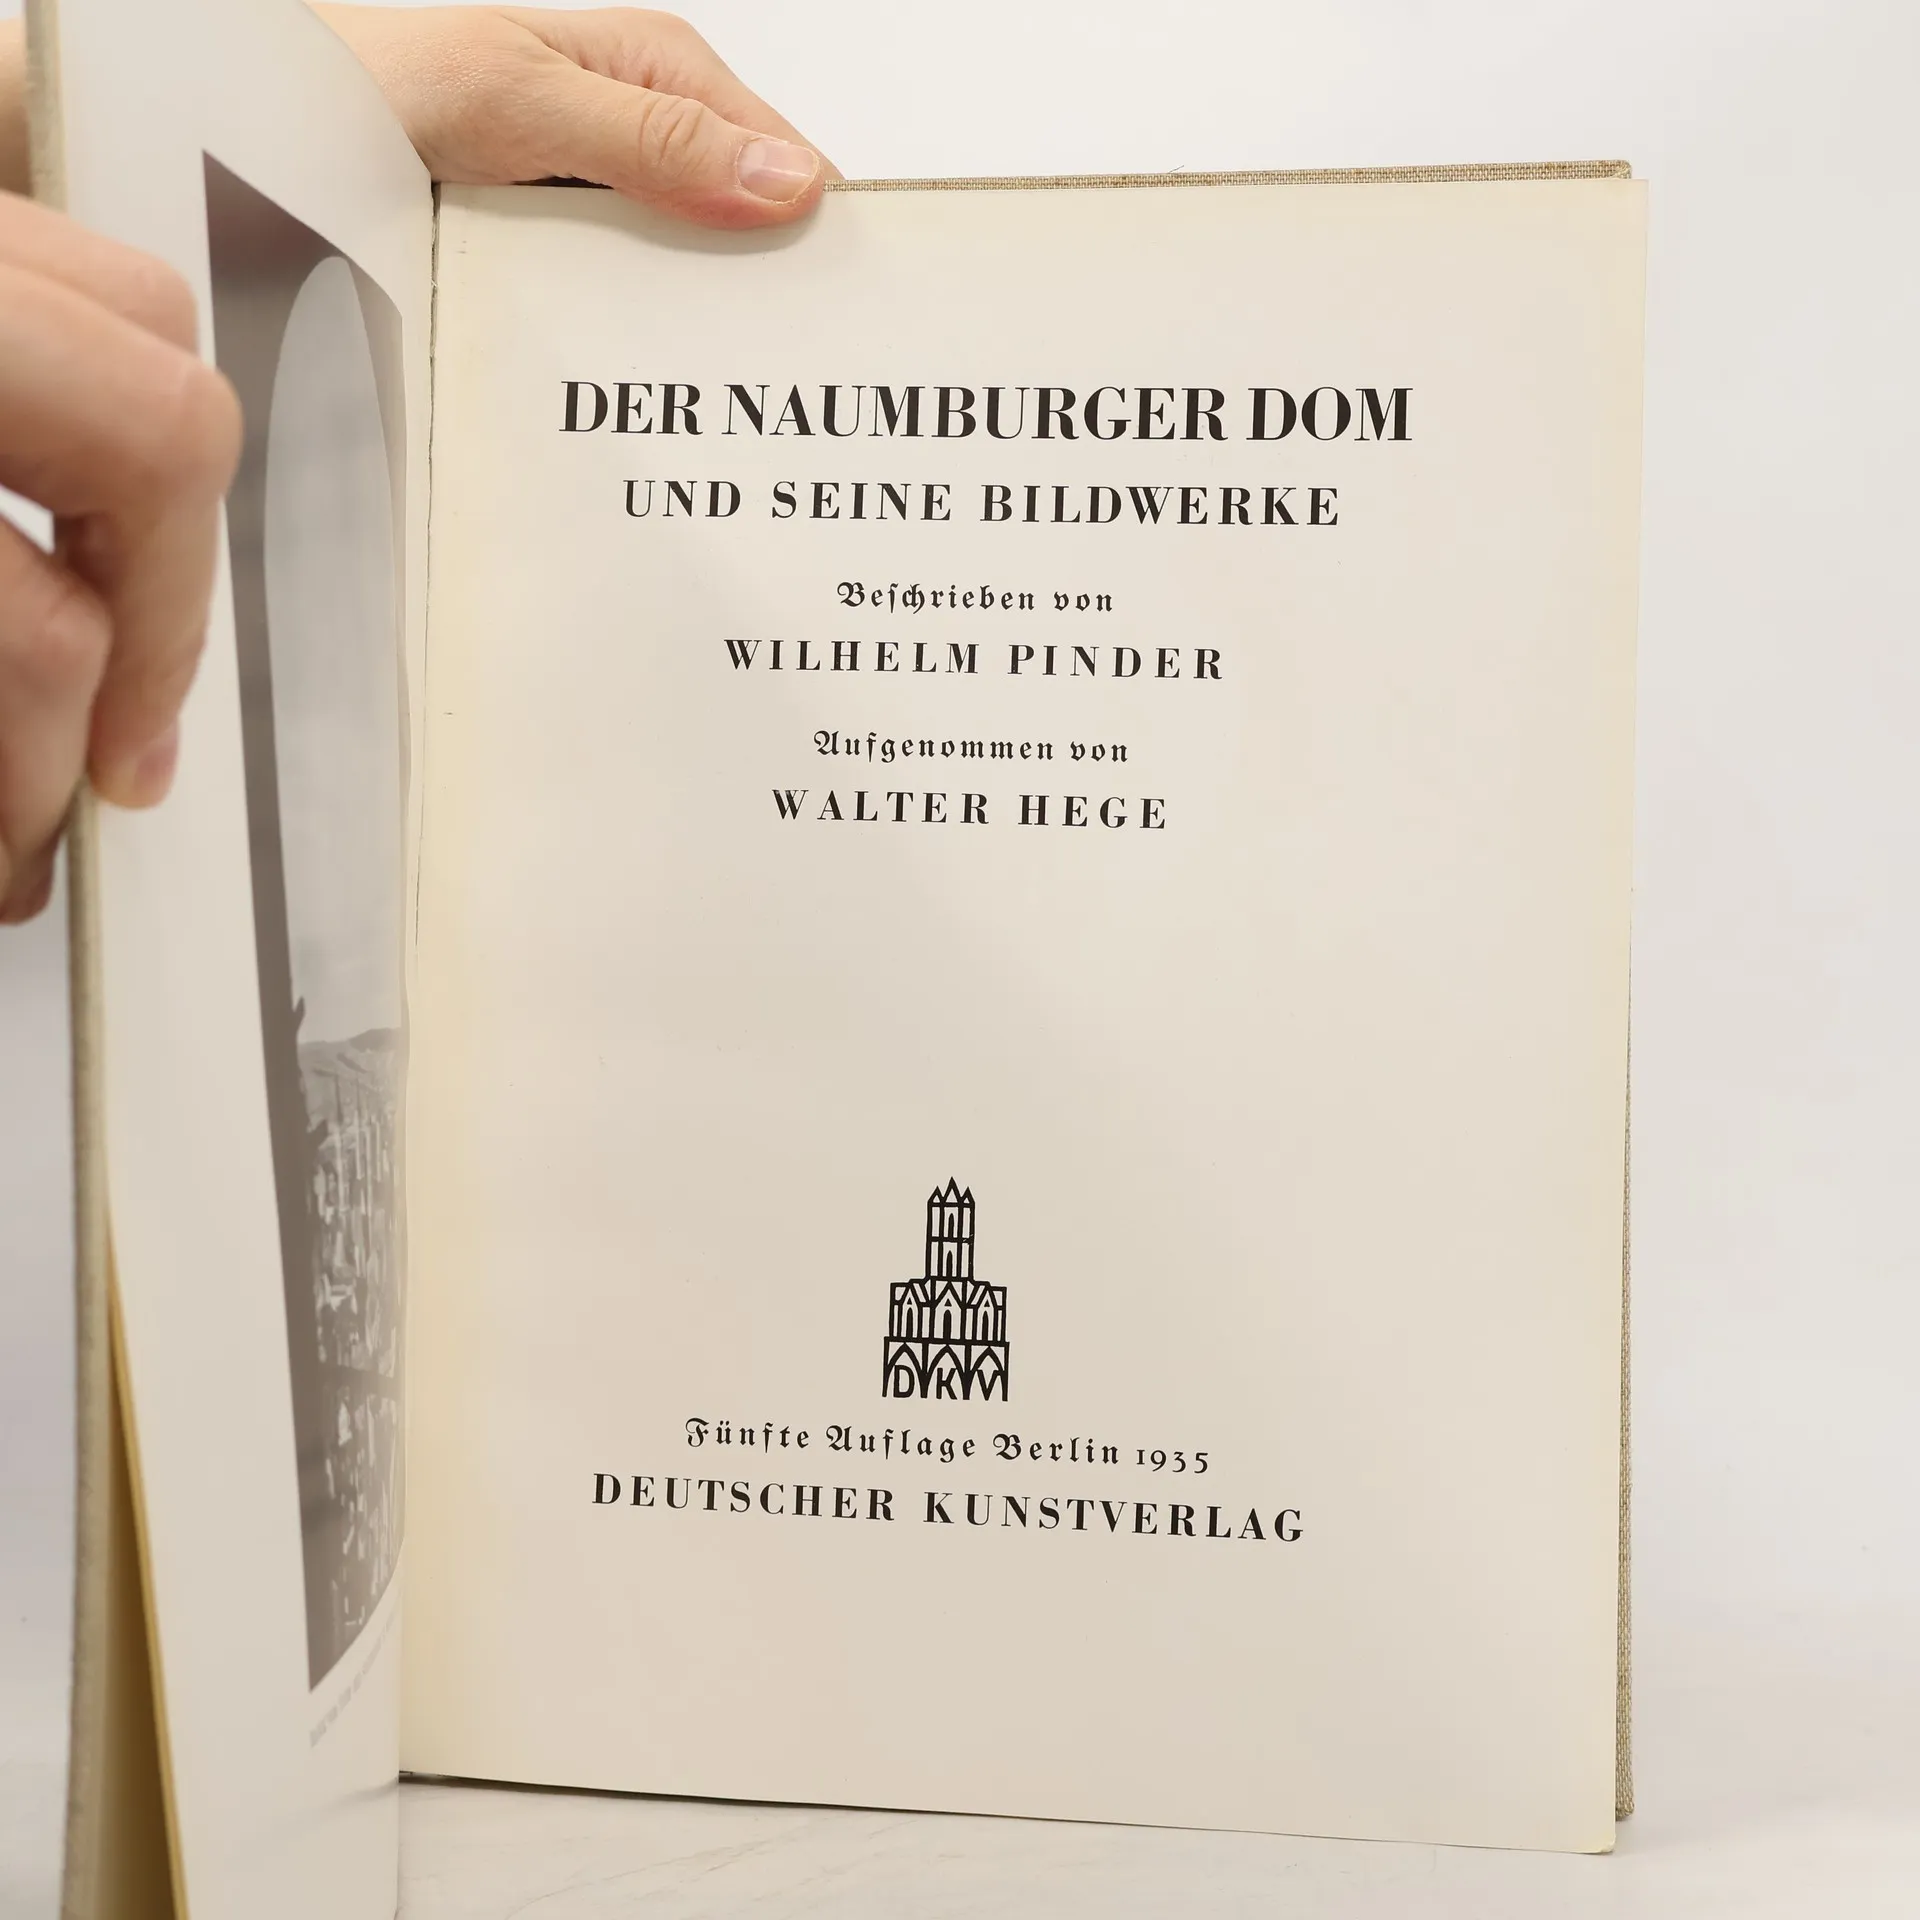 DER NAUMBURGER DOM
UND SEINE BILDWERKE
Beſchrieben von
WILHELM PINDER
Aufgenommen von
WALTER HEGE
DKV
Fünfte Auflage Berlin 1935
DEUTSCHER KUNSTVERLAG